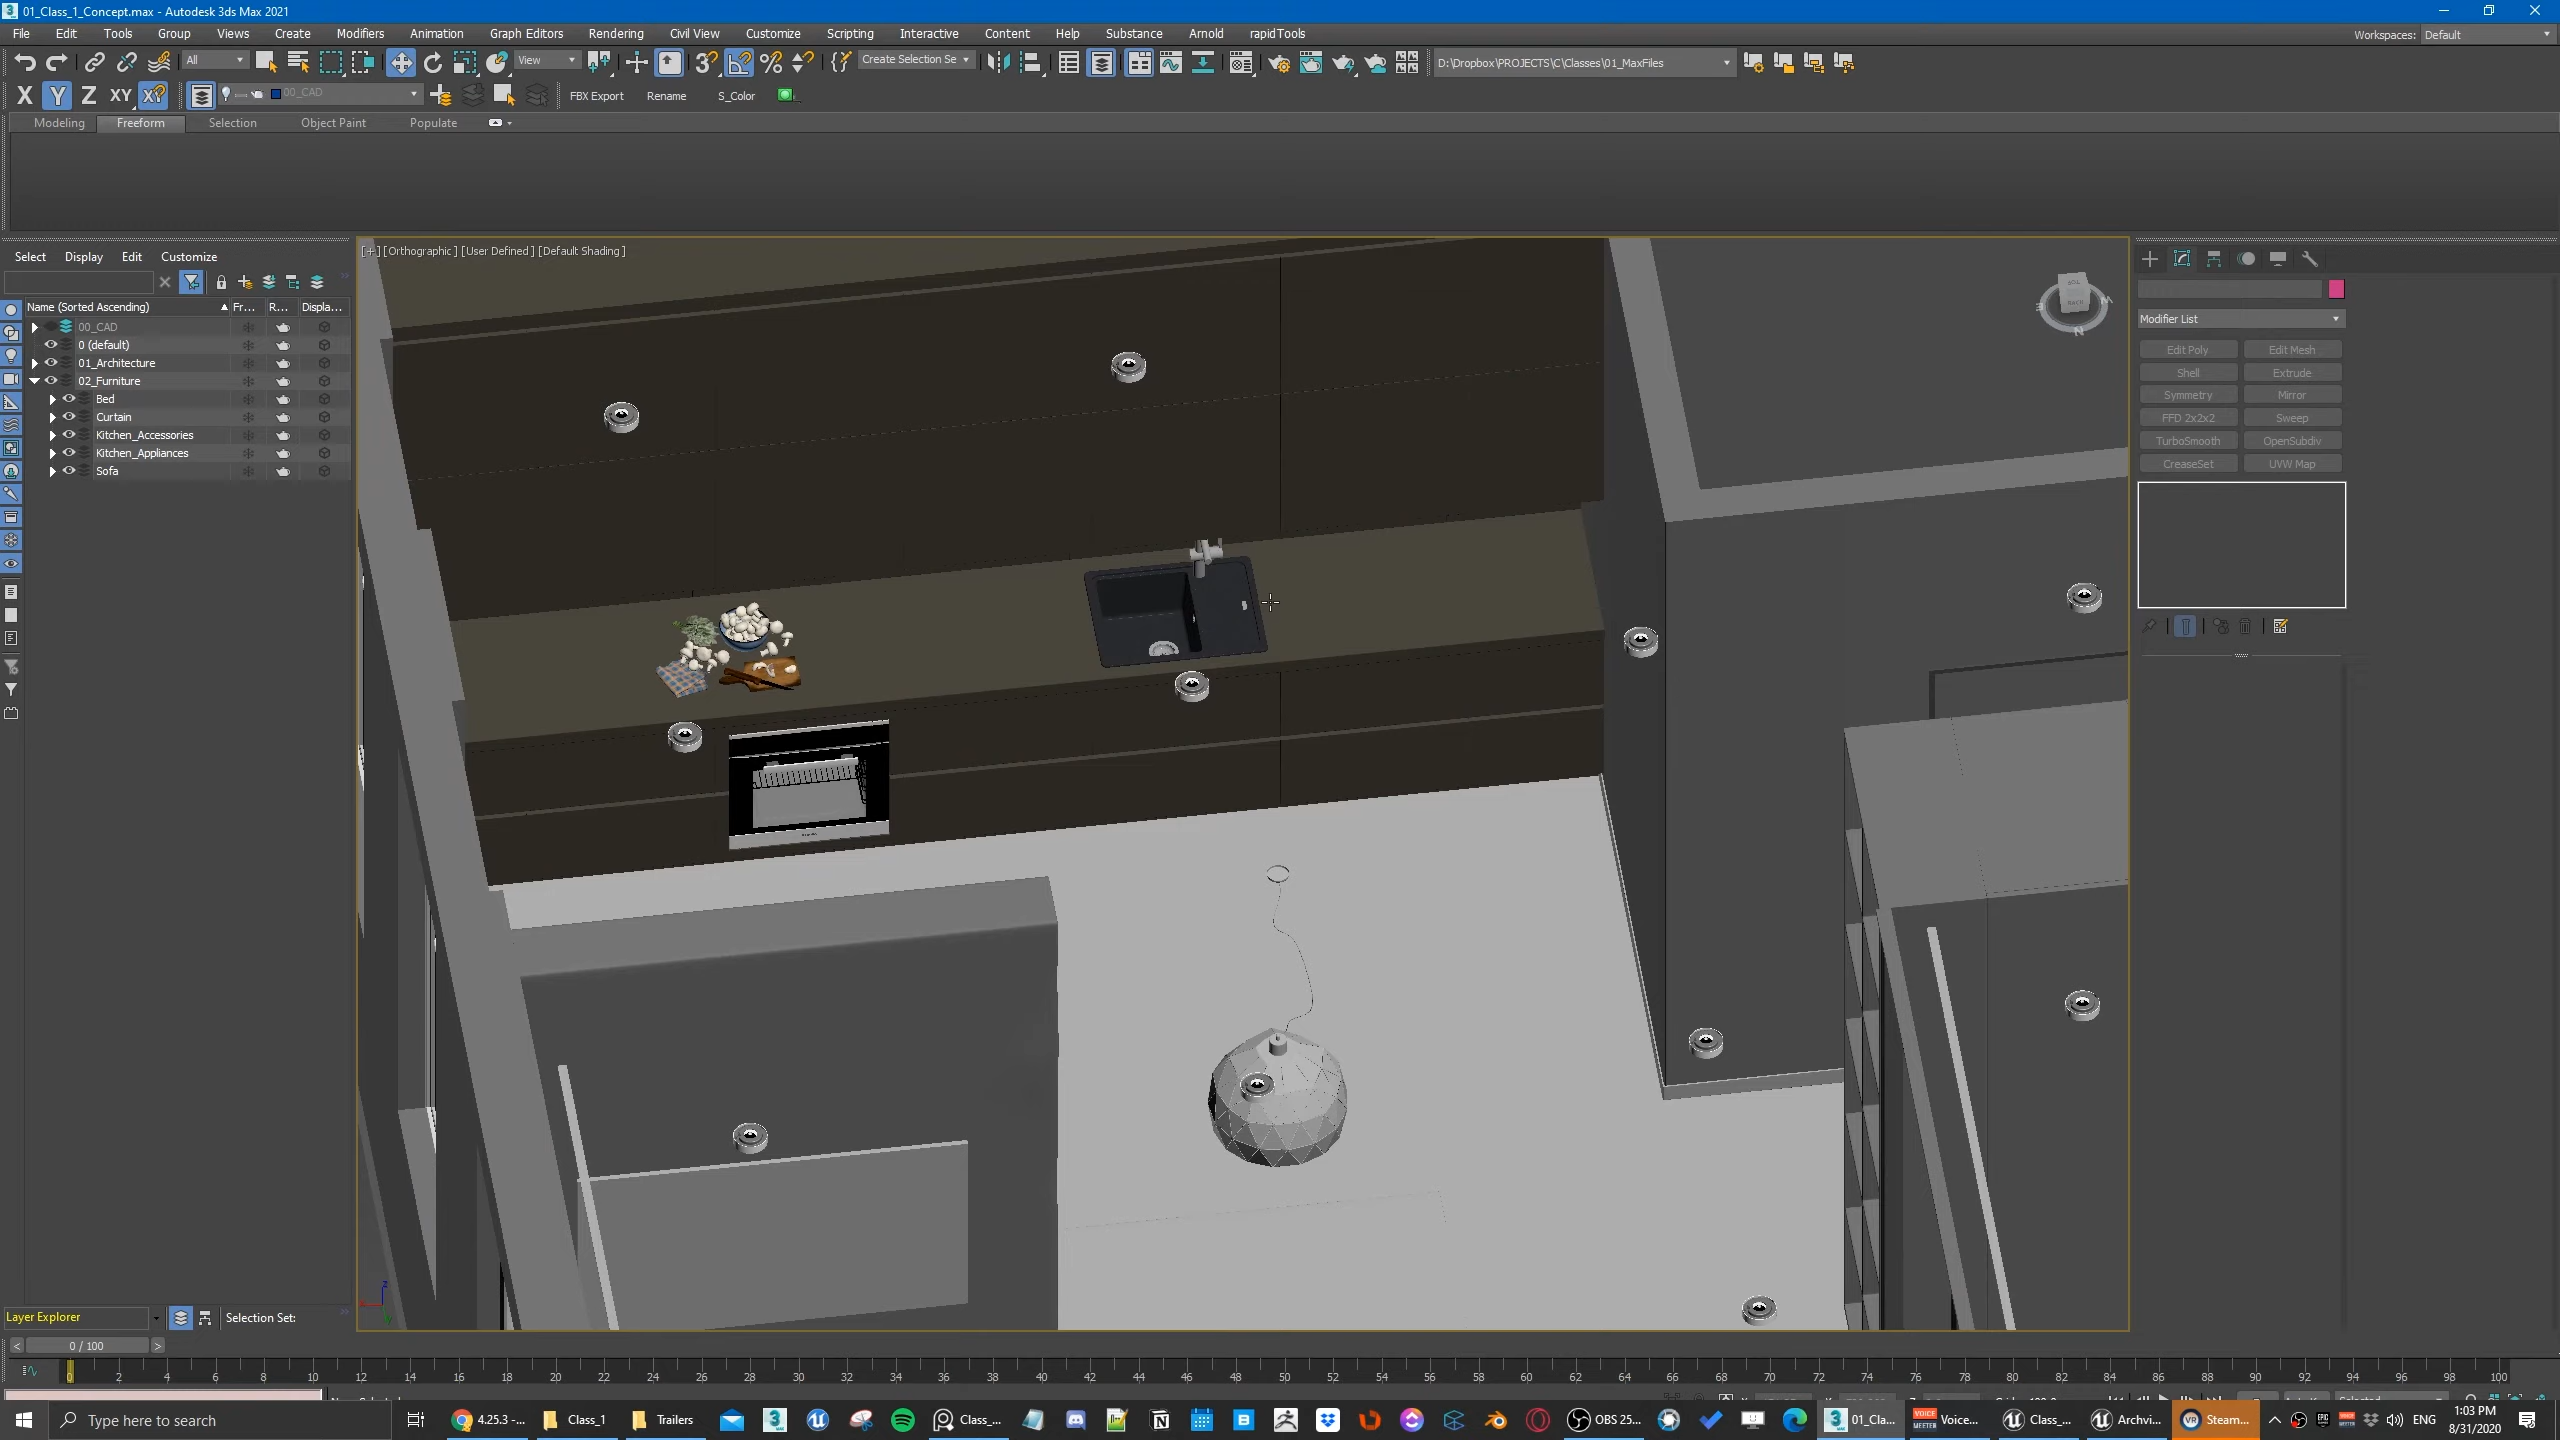 01_Class_1_Concept.max - Autodesk 3ds Max 2021
File Edit Tools Group Views Create Modifiers Animation Graph Editors Rendering Civil View Customize Scripting Interactive Content Help Substance Arnold rapidTools
Workspaces: Default
All View Create Selection Se D:\Dropbox\PROJECTS\C\Classes\01_MaxFiles
X Y Z XY XY 00_CAD FBX Export Rename S_Color
Modeling Freeform Selection Object Paint Populate
Select Display Edit Customize
[+] [Orthographic] [User Defined] [Default Shading]
Name (Sorted Ascending) Fr... R... Displa...
00_CAD
0 (default)
01_Architecture
02_Furniture
Bed
Curtain
Kitchen_Accessories
Kitchen_Appliances
Sofa
Modifier List
Edit Poly Edit Mesh
Shell Extrude
Symmetry Mirror
FFD 2x2x2 Sweep
TurboSmooth OpenSubdiv
CreaseSet UVW Map
Layer Explorer Selection Set:
< 0 / 100 >
0 2 4 6 8 10 12 14 16 18 20 22 24 26 28 30 32 34 36 38 40 42 44 46 48 50 52 54 56 58 60 62 64 66 68 70 72 74 76 78 80 82 84 86 88 90 92 94 96 98 100
Type here to search 4.25.3 -... Class_1 Trailers Class_... OBS 25... 01_Cla... Voice... Class_... Archvi... Steam... ENG 1:03 PM
8/31/2020